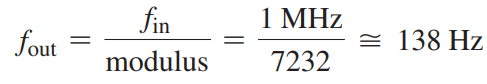 f_out = f_in / modulus = 1 MHz / 7232 ≅ 138 Hz